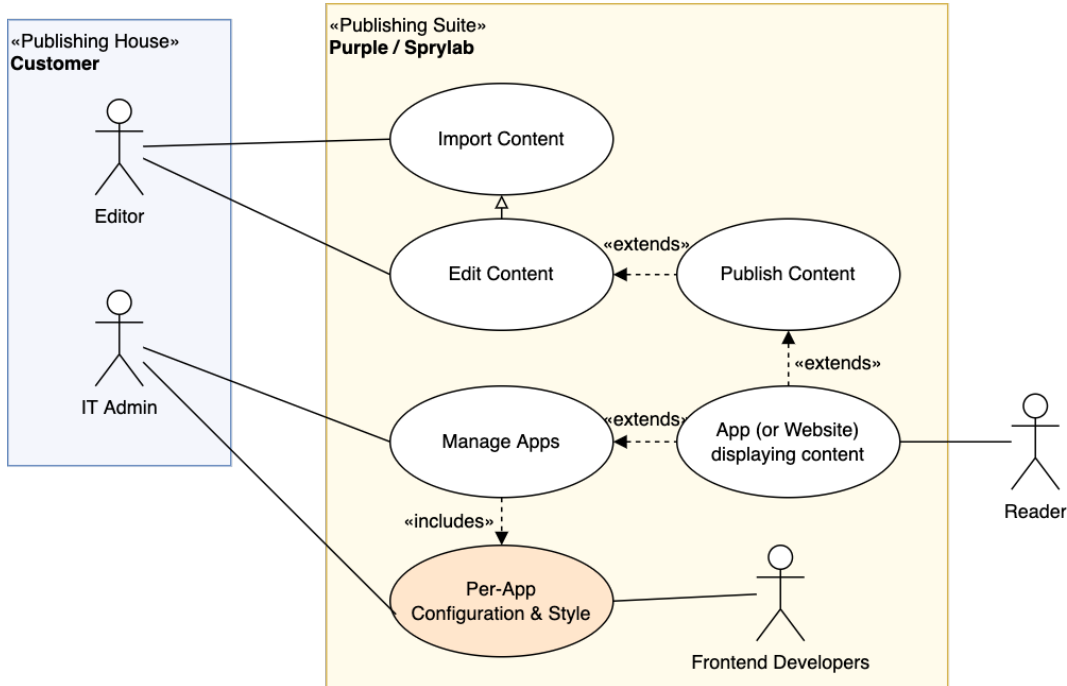 «Publishing House»
Customer
«Publishing Suite»
Purple / Sprylab
Import Content
Editor
«extends»
Edit Content
Publish Content
«extends»
IT Admin
«extends»
Manage Apps
App (or Website)
displaying content
Reader
«includes»
Per-App
Configuration & Style
Frontend Developers